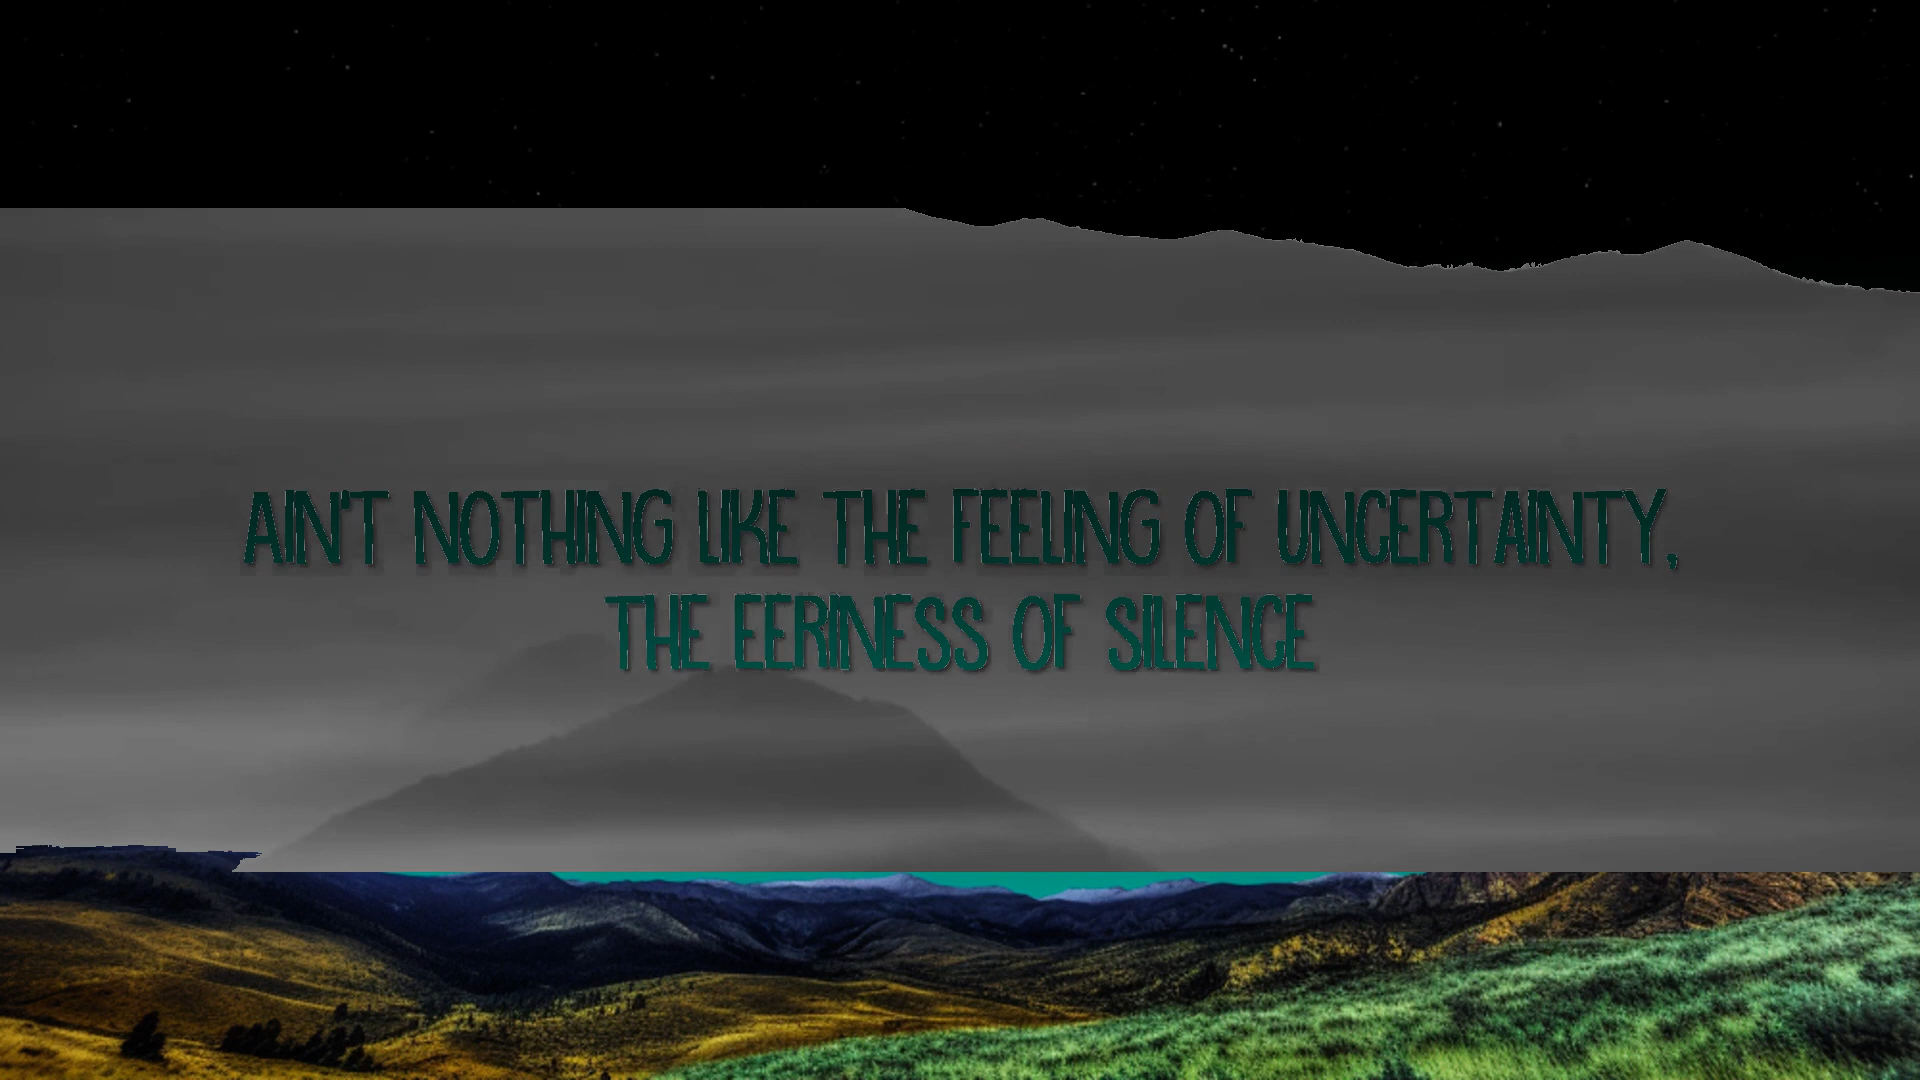 AIN'T NOTHING LIKE THE FEELING OF UNCERTAINTY,
THE EERINESS OF SILENCE